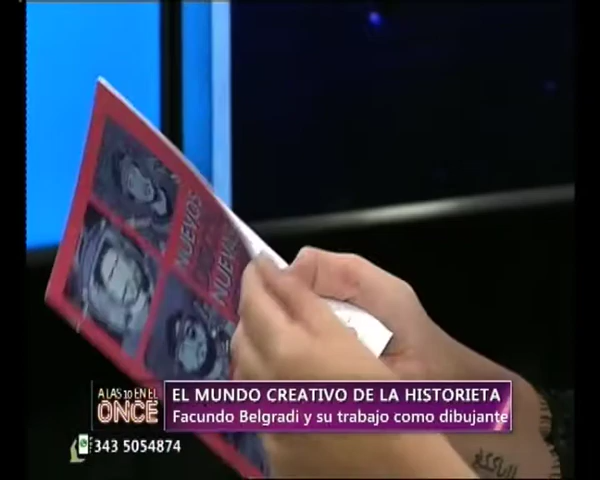 NUEVOS
NUEVA
EL MUNDO CREATIVO DE LA HISTORIETA
Facundo Belgradi y su trabajo como dibujante
A LAS 10 EN EL
ONCE
343 5054874